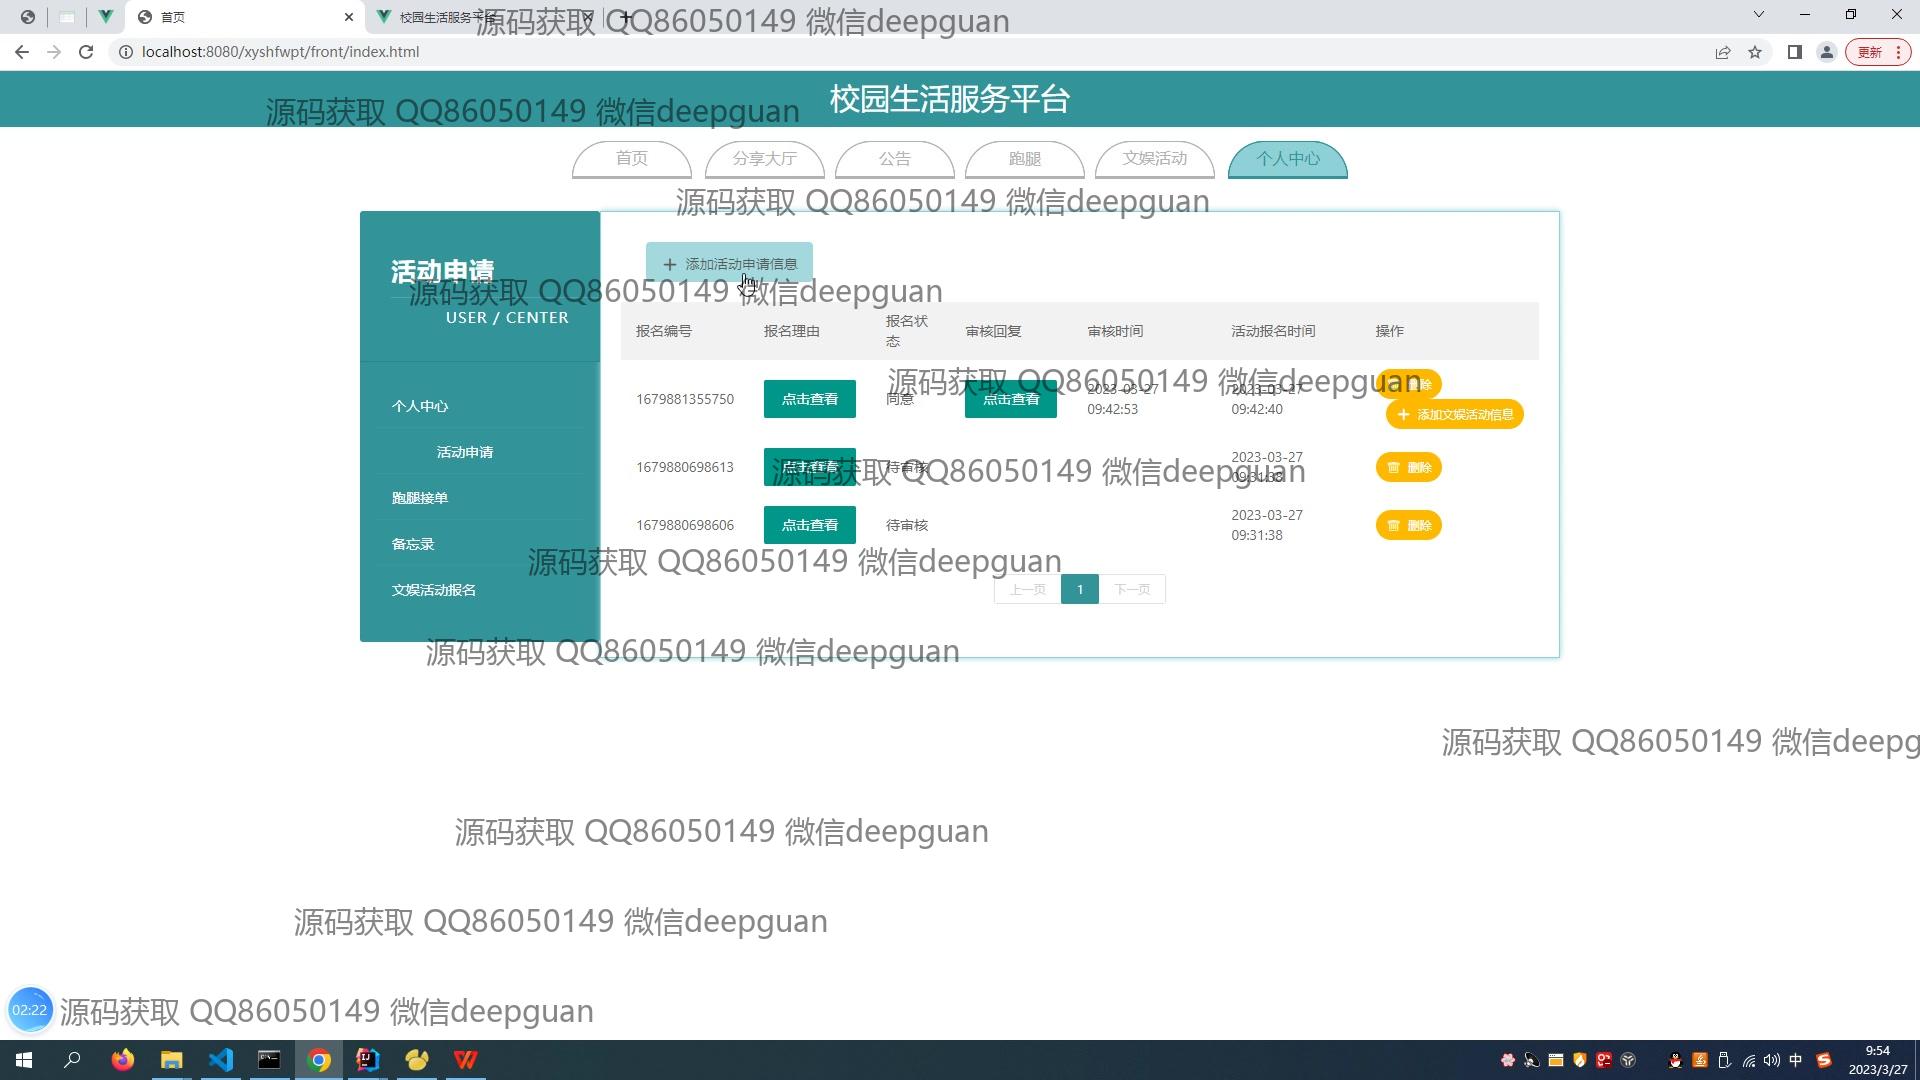 首页
校园生活服务平台
源码获取 QQ86050149 微信deepguan
localhost:8080/xyshfwpt/front/index.html
更新
源码获取 QQ86050149 微信deepguan
校园生活服务平台
首页
分享大厅
公告
跑腿
文娱活动
个人中心
源码获取 QQ86050149 微信deepguan
活动申请
添加活动申请信息
源码获取 QQ86050149 微信deepguan
USER / CENTER
报名编号
报名理由
报名状
态
审核回复
审核时间
活动报名时间
操作
源码获取 QQ86050149 微信deepguan
1679881355750
点击查看
同意
点击查看
2023-03-27
09:42:53
2023-03-27
09:42:40
删除
添加文娱活动信息
个人中心
活动申请
1679880698613
点击查看
待审核
2023-03-27
09:31:38
删除
源码获取 QQ86050149 微信deepguan
跑腿接单
1679880698606
点击查看
待审核
2023-03-27
09:31:38
删除
备忘录
源码获取 QQ86050149 微信deepguan
文娱活动报名
上一页
1
下一页
源码获取 QQ86050149 微信deepguan
源码获取 QQ86050149 微信deepg
源码获取 QQ86050149 微信deepguan
源码获取 QQ86050149 微信deepguan
02:22
源码获取 QQ86050149 微信deepguan
中
9:54
2023/3/27